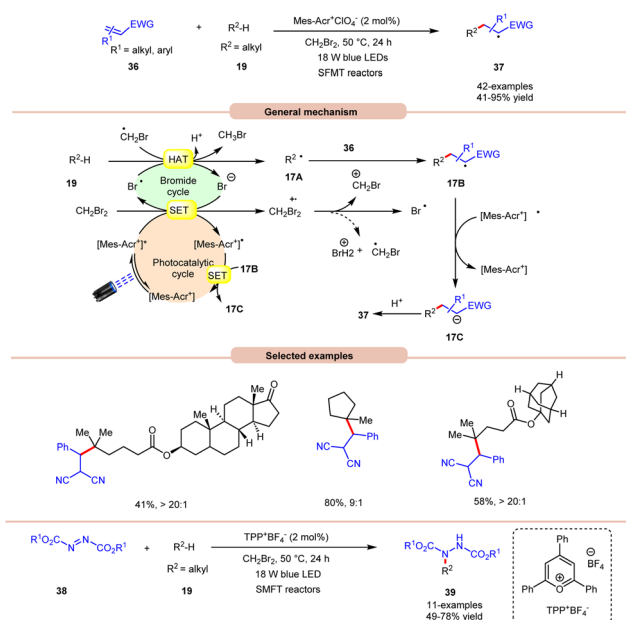 R¹ EWG
R¹ = alkyl, aryl
36
+
R²-H
R² = alkyl
19
Mes-Acr⁺ClO₄⁻ (2 mol%)
CH₂Br₂, 50 °C, 24 h
18 W blue LEDs
SFMT reactors
R² R¹ EWG
37
42-examples
41-95% yield
General mechanism
R²-H
19
•CH₂Br
H⁺
CH₃Br
HAT
R² •
17A
36
R² R¹ EWG
17B
Br •
Bromide
cycle
Br ⊖
CH₂Br₂
SET
CH₂Br₂ +•
⊕
CH₂Br
Br •
⊕
BrH2 + •CH₂Br
[Mes-Acr⁺] •
[Mes-Acr⁺]
[Mes-Acr⁺]*
[Mes-Acr⁺]•
Photocatalytic
cycle
SET
17B
17C
[Mes-Acr⁺]
37
H⁺
R² R¹ EWG
⊖
17C
Selected examples
Ph Me Me O O Me Me H H H O
NC CN
41%, > 20:1
Me Ph
NC CN
80%, 9:1
H H H O O
Me Me Ph
NC CN
58%, > 20:1
R¹O₂C N=N CO₂R¹
38
+
R²-H
R² = alkyl
19
TPP⁺BF₄⁻ (2 mol%)
CH₂Br₂, 50 °C, 24 h
18 W blue LED
SMFT reactors
R¹O₂C N H N CO₂R¹
R²
39
11-examples
49-78% yield
Ph
⊖
BF₄
Ph O ⊕ Ph
TPP⁺BF₄⁻